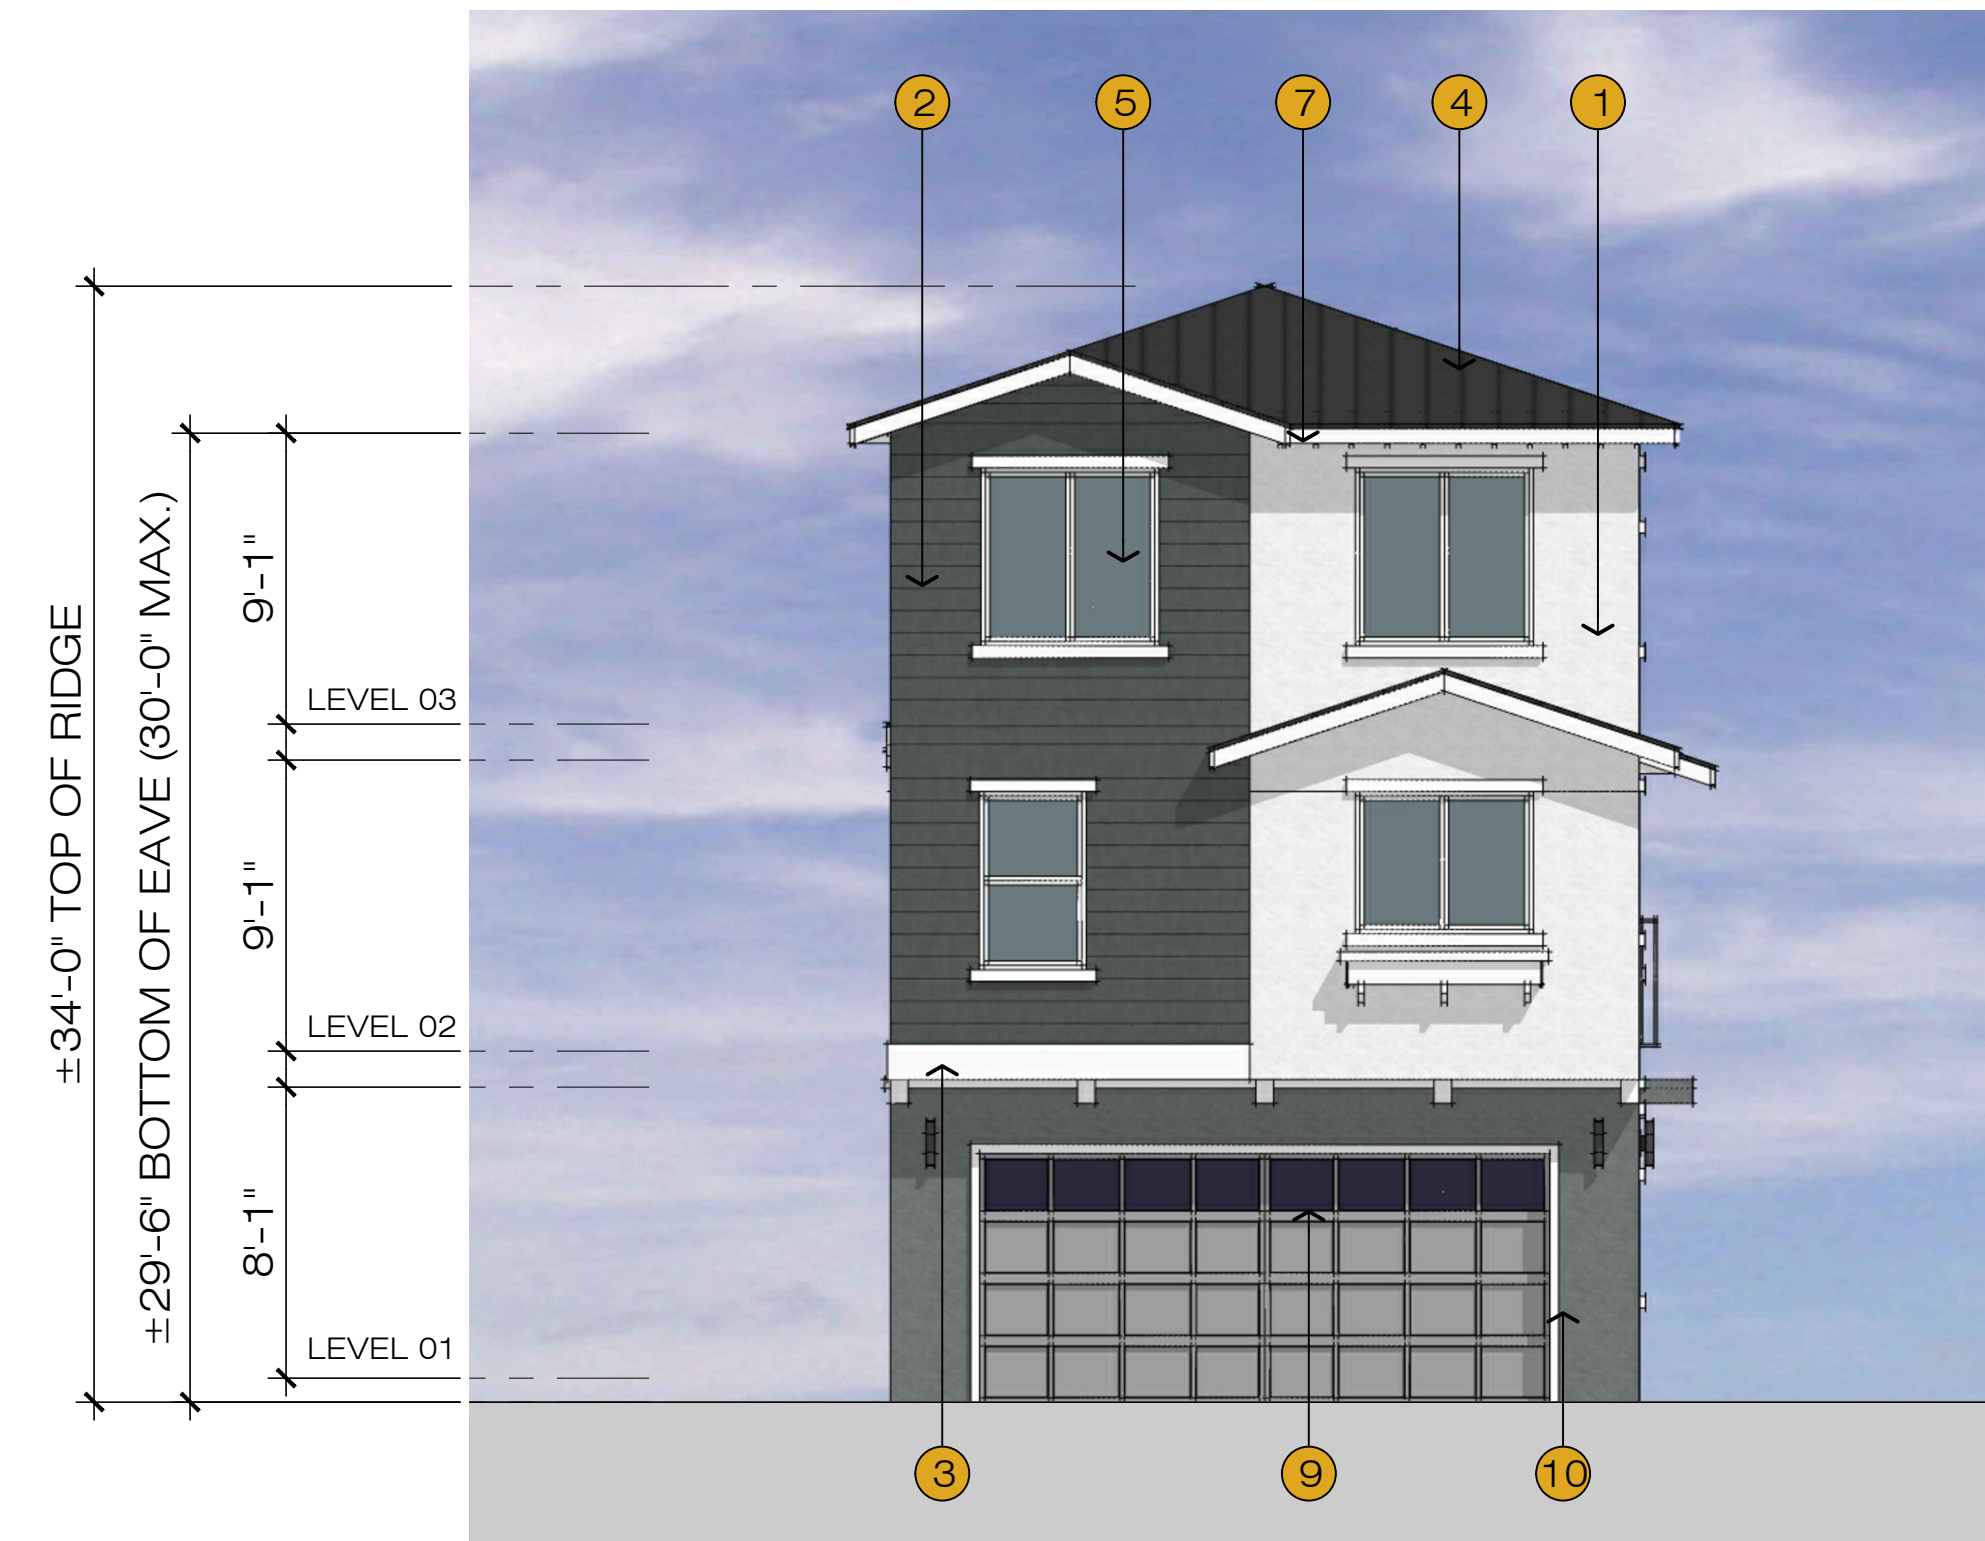 2
5
7
4
1
±34'-0" TOP OF RIDGE
±29'-6" BOTTOM OF EAVE (30'-0" MAX.)
9'-1"
LEVEL 03
9'-1"
LEVEL 02
8'-1"
LEVEL 01
3
9
10